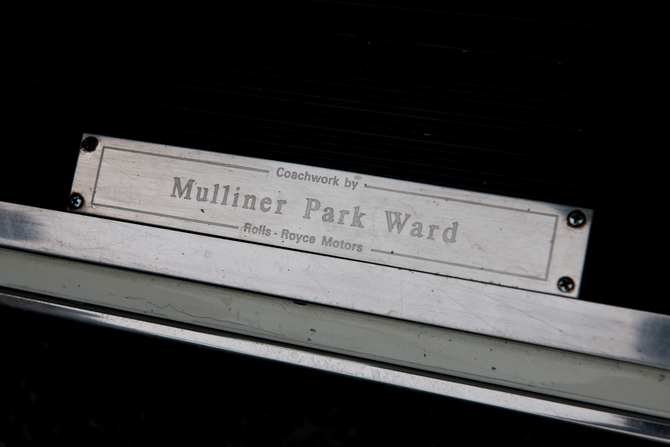 Coachwork by
Mulliner Park Ward
Rolls-Royce Motors